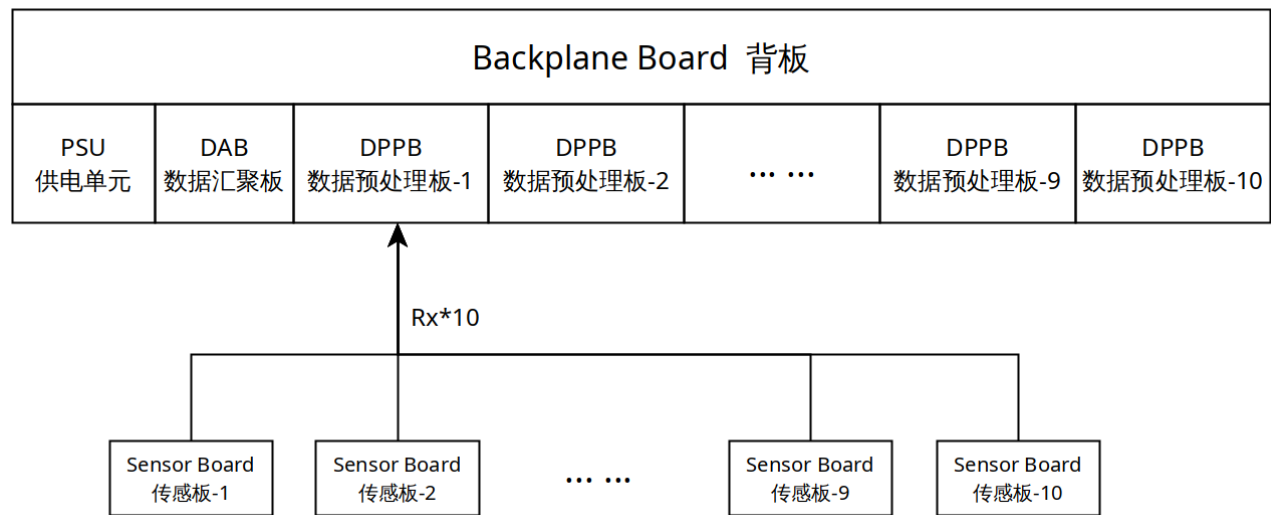 Backplane Board 背板
PSU
供电单元
DAB
数据汇聚板
DPPB
数据预处理板-1
DPPB
数据预处理板-2
... ...
DPPB
数据预处理板-9
DPPB
数据预处理板-10
Rx*10
Sensor Board
传感板-1
Sensor Board
传感板-2
... ...
Sensor Board
传感板-9
Sensor Board
传感板-10